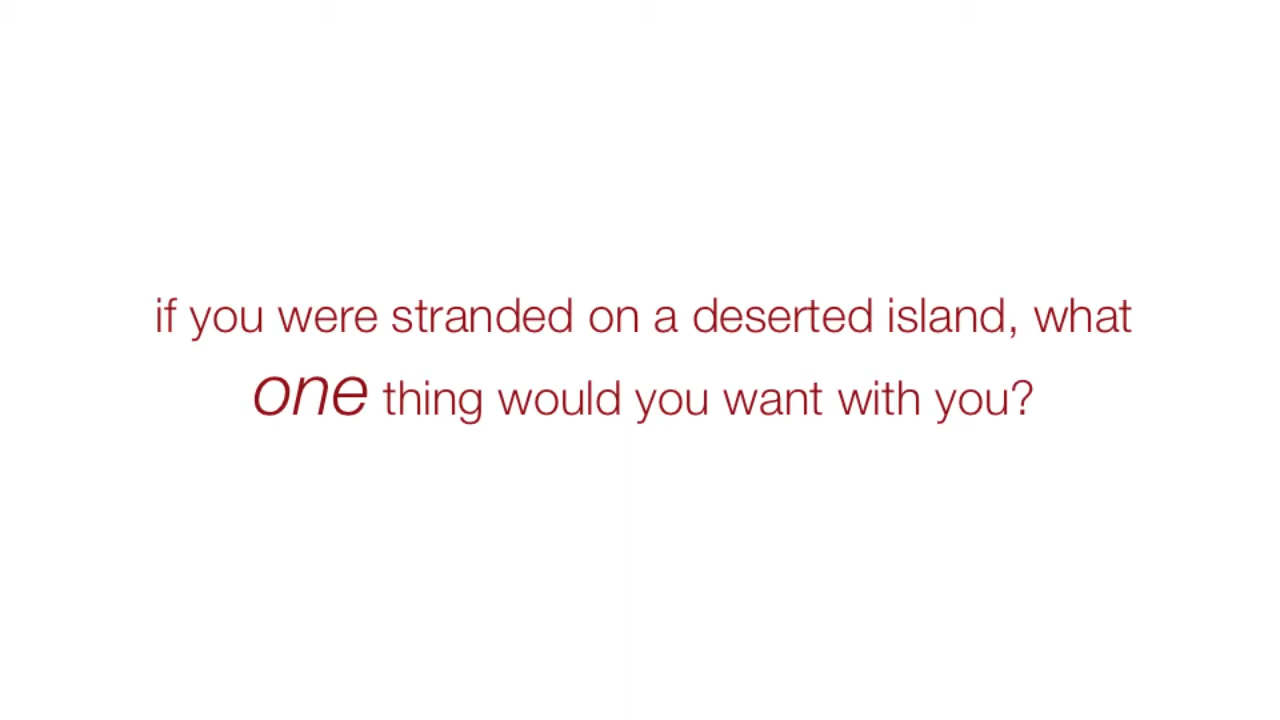 if you were stranded on a deserted island, what
one thing would you want with you?